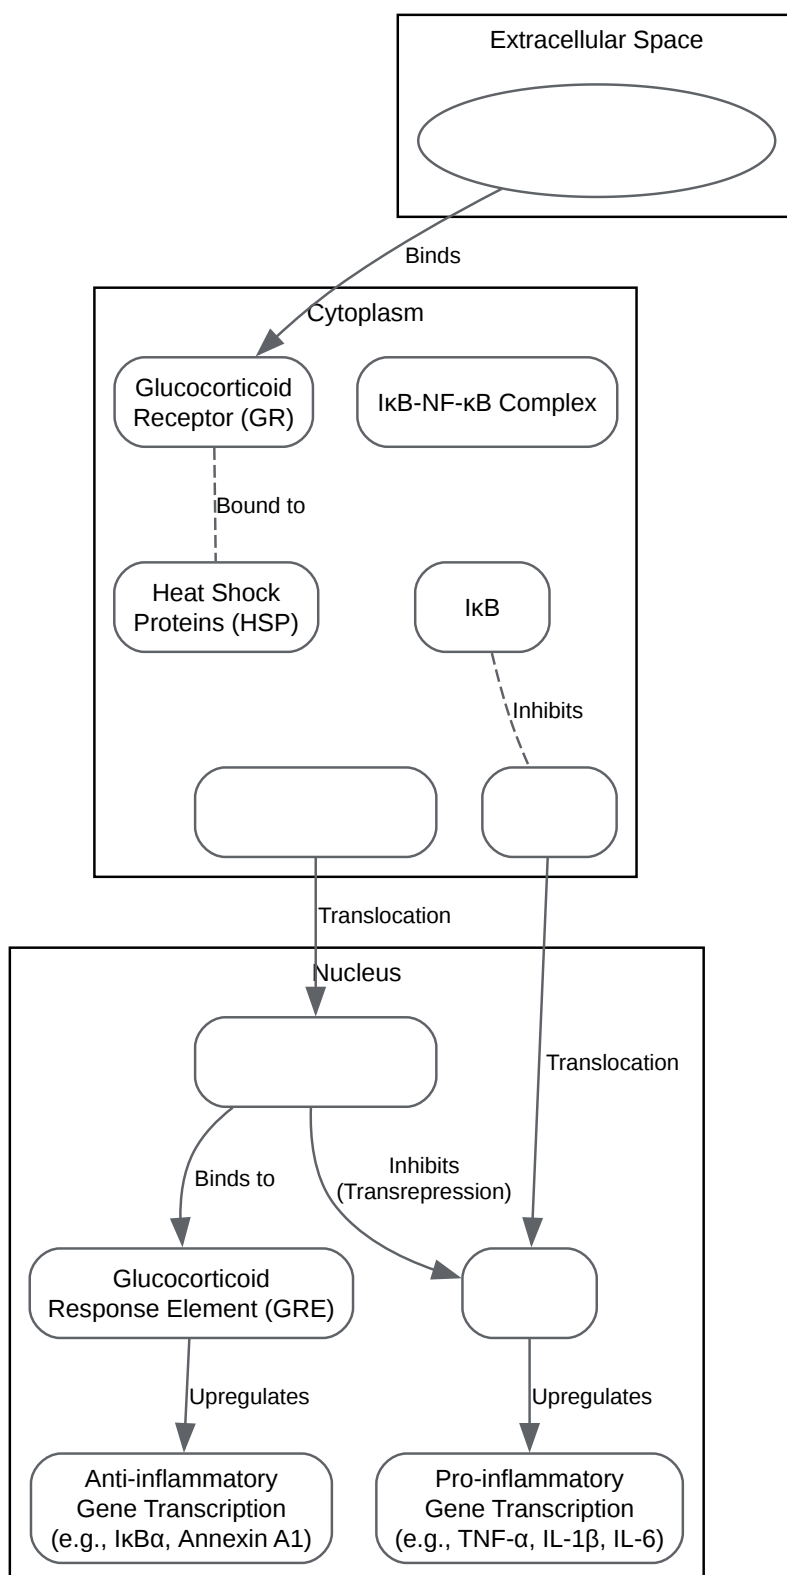 Extracellular Space
Binds
Cytoplasm
Glucocorticoid
Receptor (GR)
IκB-NF-κB Complex
Bound to
Heat Shock
Proteins (HSP)
IκB
Inhibits
Translocation
Nucleus
Translocation
Binds to
Inhibits
(Transrepression)
Glucocorticoid
Response Element (GRE)
Upregulates
Upregulates
Anti-inflammatory
Gene Transcription
(e.g., IκBα, Annexin A1)
Pro-inflammatory
Gene Transcription
(e.g., TNF-α, IL-1β, IL-6)